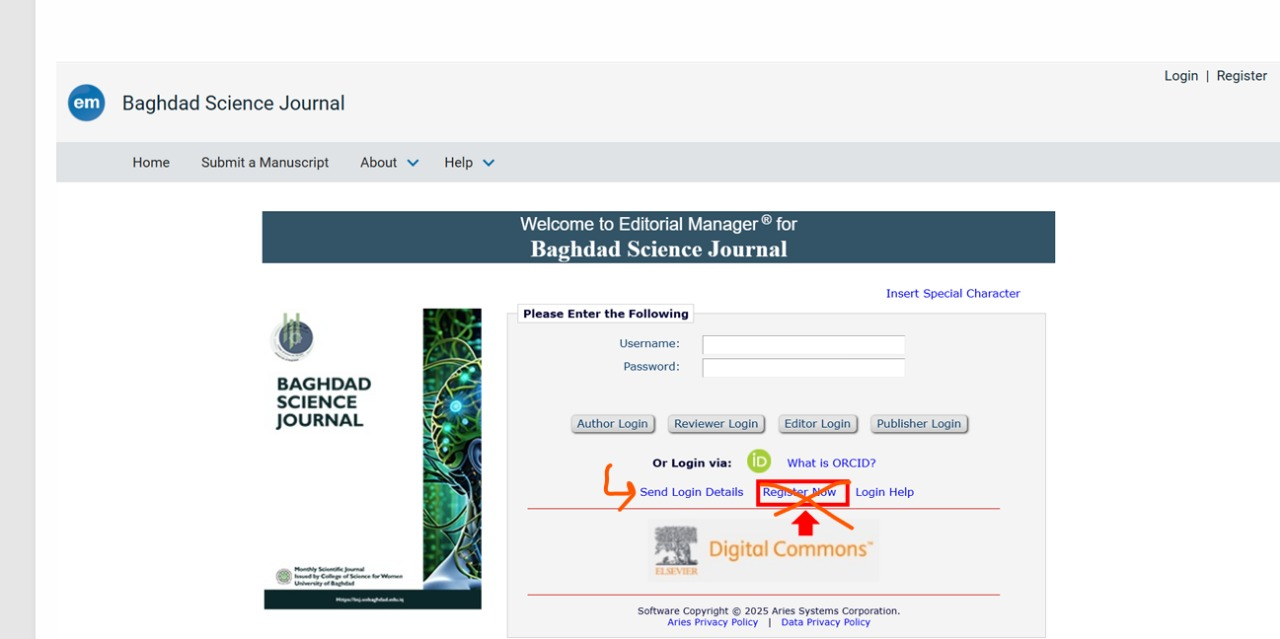 Login | Register
em Baghdad Science Journal
Home Submit a Manuscript About Help
Welcome to Editorial Manager® for
Baghdad Science Journal
Insert Special Character
Please Enter the Following
Username:
Password:
BAGHDAD
SCIENCE
JOURNAL
Author Login Reviewer Login Editor Login Publisher Login
Or Login via: iD What is ORCID?
Send Login Details Register Now Login Help
ELSEVIER Digital Commons™
Monthly Scientific Journal
Issued by College of Science for Women
University of Baghdad
Software Copyright © 2025 Aries Systems Corporation.
Aries Privacy Policy | Data Privacy Policy